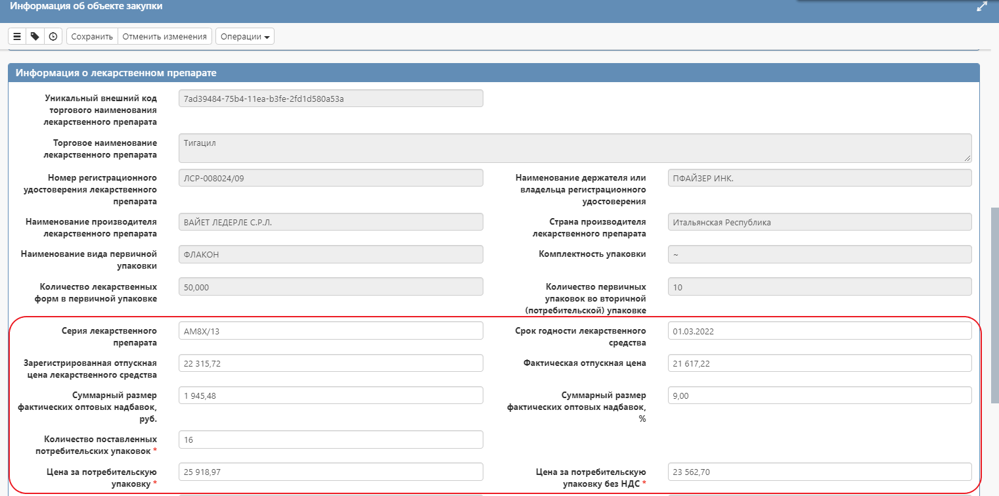 Информация об объекте закупки
Сохранить Отменить изменения Операции
Информация о лекарственном препарате
Уникальный внешний код
торгового наименования
лекарственного препарата
7ad39484-75b4-11ea-b3fe-2fd1d580a53a
Торговое наименование
лекарственного препарата
Тигацил
Номер регистрационного
удостоверения лекарственного
препарата
ЛСР-008024/09
Наименование держателя или
владельца регистрационного
удостоверения
ПФАЙЗЕР ИНК.
Наименование производителя
лекарственного препарата
ВАЙЕТ ЛЕДЕРЛЕ С.Р.Л.
Страна производителя
лекарственного препарата
Итальянская Республика
Наименование вида первичной
упаковки
ФЛАКОН
Комплектность упаковки
~
Количество лекарственных
форм в первичной упаковке
50,000
Количество первичных
упаковок во вторичной
(потребительской) упаковке
10
Серия лекарственного
препарата
AM8X/13
Срок годности лекарственного
средства
01.03.2022
Зарегистрированная отпускная
цена лекарственного средства
22 315,72
Фактическая отпускная цена
21 617,22
Суммарный размер
фактических оптовых надбавок,
руб.
1 945,48
Суммарный размер
фактических оптовых надбавок,
%
9,00
Количество поставленных
потребительских упаковок *
16
Цена за потребительскую
упаковку *
25 918,97
Цена за потребительскую
упаковку без НДС *
23 562,70